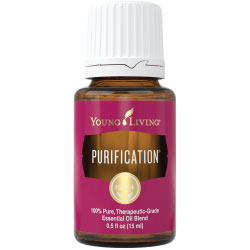 Young Living®
PURIFICATION®
100% Pure, Therapeutic-Grade
Essential Oil Blend
0.5 fl oz (15 ml)